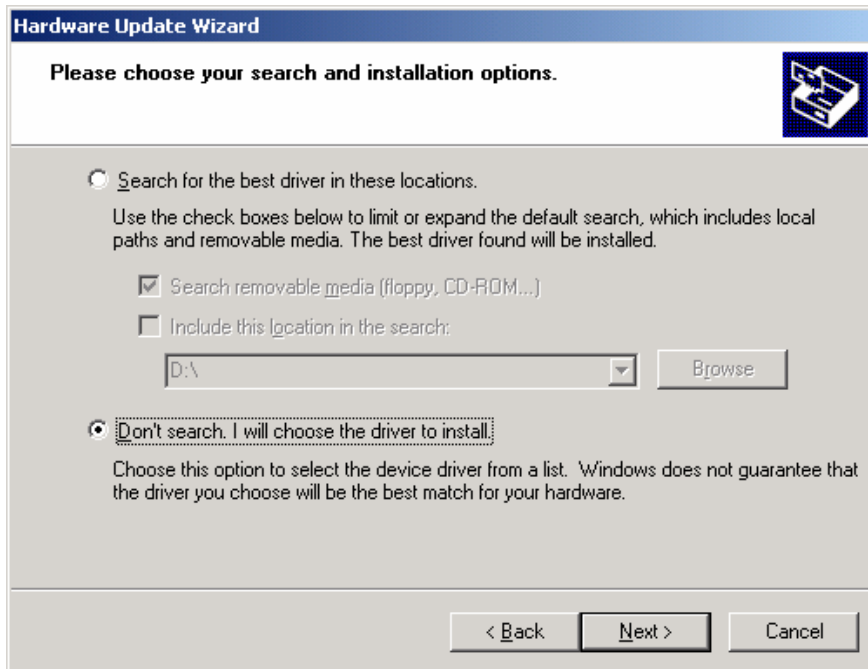 Hardware Update Wizard
Please choose your search and installation options.
Search for the best driver in these locations.
Use the check boxes below to limit or expand the default search, which includes local
paths and removable media. The best driver found will be installed.
Search removable media (floppy, CD-ROM...)
Include this location in the search:
D:\
Browse
Don't search. I will choose the driver to install.
Choose this option to select the device driver from a list.  Windows does not guarantee that
the driver you choose will be the best match for your hardware.
< Back
Next >
Cancel